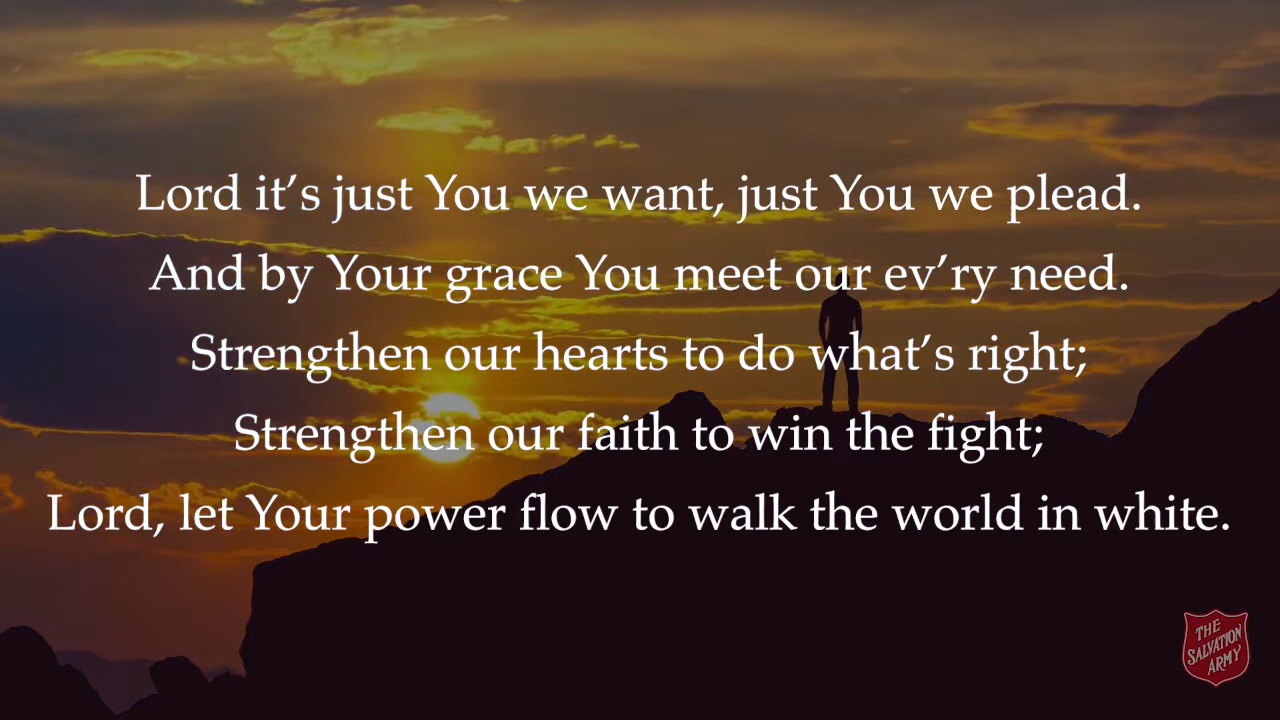 Lord it’s just You we want, just You we plead.
And by Your grace You meet our ev’ry need.
Strengthen our hearts to do what’s right;
Strengthen our faith to win the fight;
Lord, let Your power flow to walk the world in white.
THE
SALVATION
ARMY